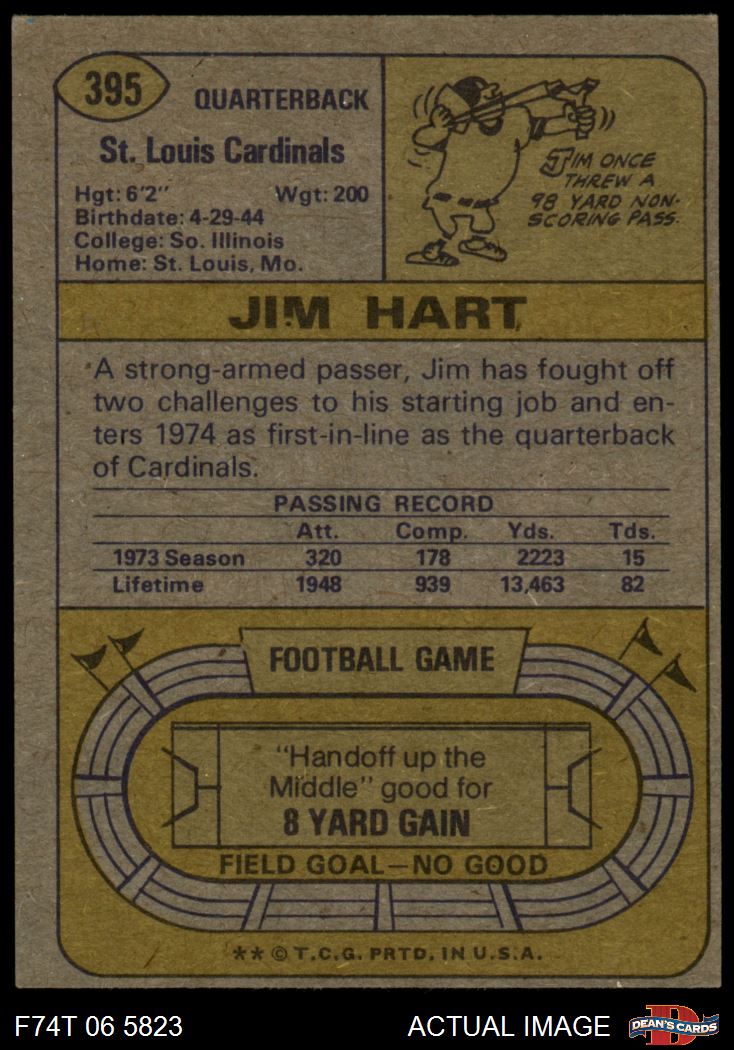 395
QUARTERBACK
St. Louis Cardinals
Hgt: 6'2" Wgt: 200
Birthdate: 4-29-44
College: So. Illinois
Home: St. Louis, Mo.
JIM ONCE
THREW A
98 YARD NON-
SCORING PASS.
JIM HART
A strong-armed passer, Jim has fought off
two challenges to his starting job and en-
ters 1974 as first-in-line as the quarterback
of Cardinals.
PASSING RECORD
Att. Comp. Yds. Tds.
1973 Season 320 178 2223 15
Lifetime 1948 939 13,463 82
FOOTBALL GAME
"Handoff up the
Middle" good for
8 YARD GAIN
FIELD GOAL—NO GOOD
** © T.C.G. PRTD. IN U.S.A.
F74T 06 5823 ACTUAL IMAGE D DEAN'S CARDS